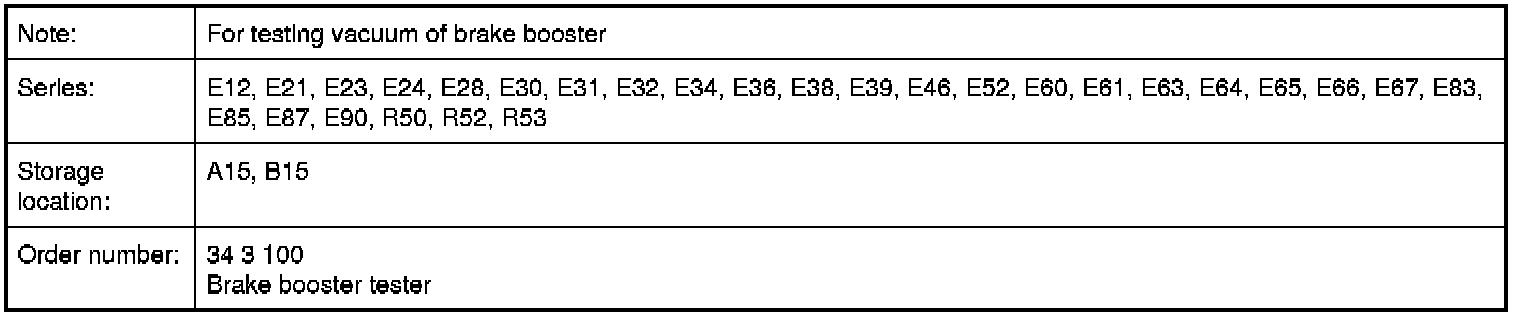 Note: For testing vacuum of brake booster
Series: E12, E21, E23, E24, E28, E30, E31, E32, E34, E36, E38, E39, E46, E52, E60, E61, E63, E64, E65, E66, E67, E83,
E85, E87, E90, R50, R52, R53
Storage A15, B15
location:
Order number: 34 3 100
Brake booster tester